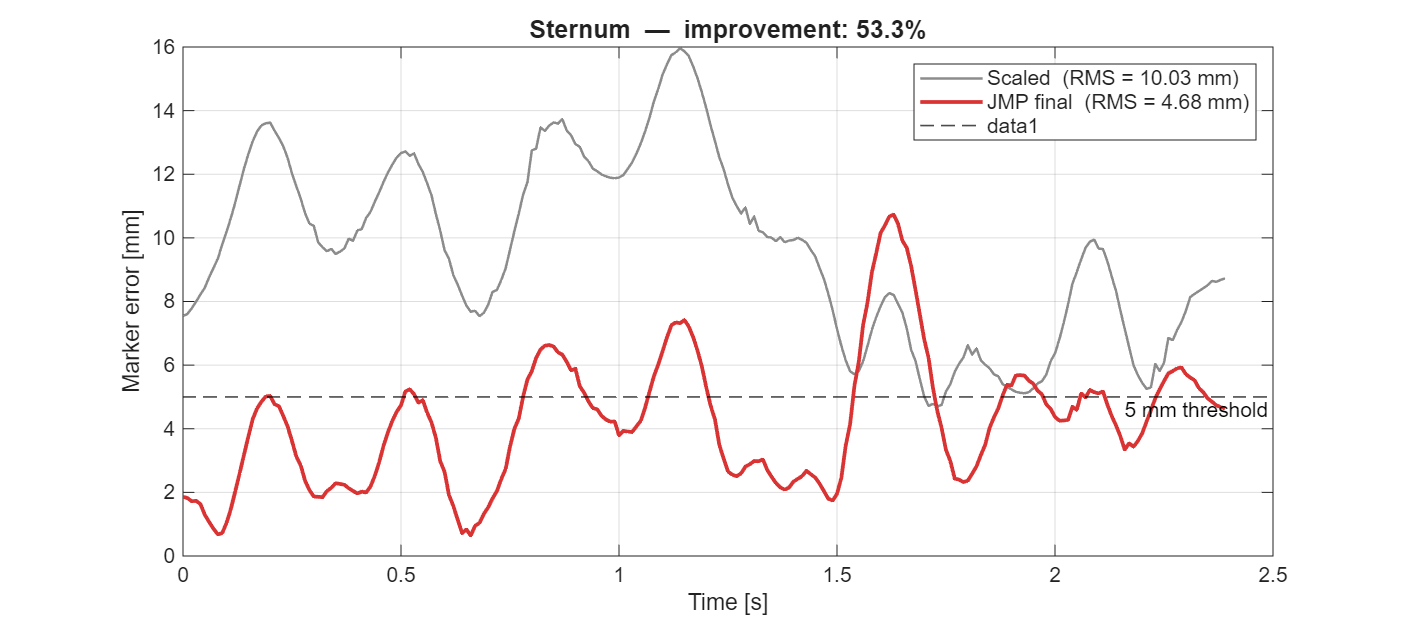 Sternum — improvement: 53.3%
16
14
12
10
8
6
4
2
0
Marker error [mm]
Scaled (RMS = 10.03 mm)
JMP final (RMS = 4.68 mm)
data1
5 mm threshold
0 0.5 1 1.5 2 2.5
Time [s]